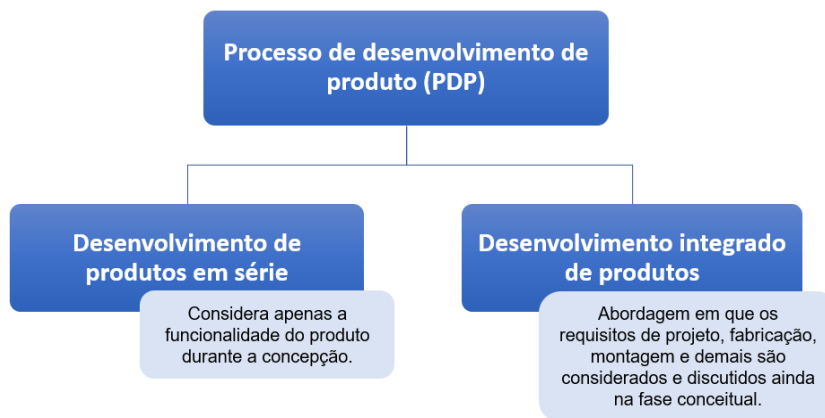 Processo de desenvolvimento de
produto (PDP)
Desenvolvimento de
produtos em série
Considera apenas a
funcionalidade do produto
durante a concepção.
Desenvolvimento integrado
de produtos
Abordagem em que os
requisitos de projeto, fabricação,
montagem e demais são
considerados e discutidos ainda
na fase conceitual.